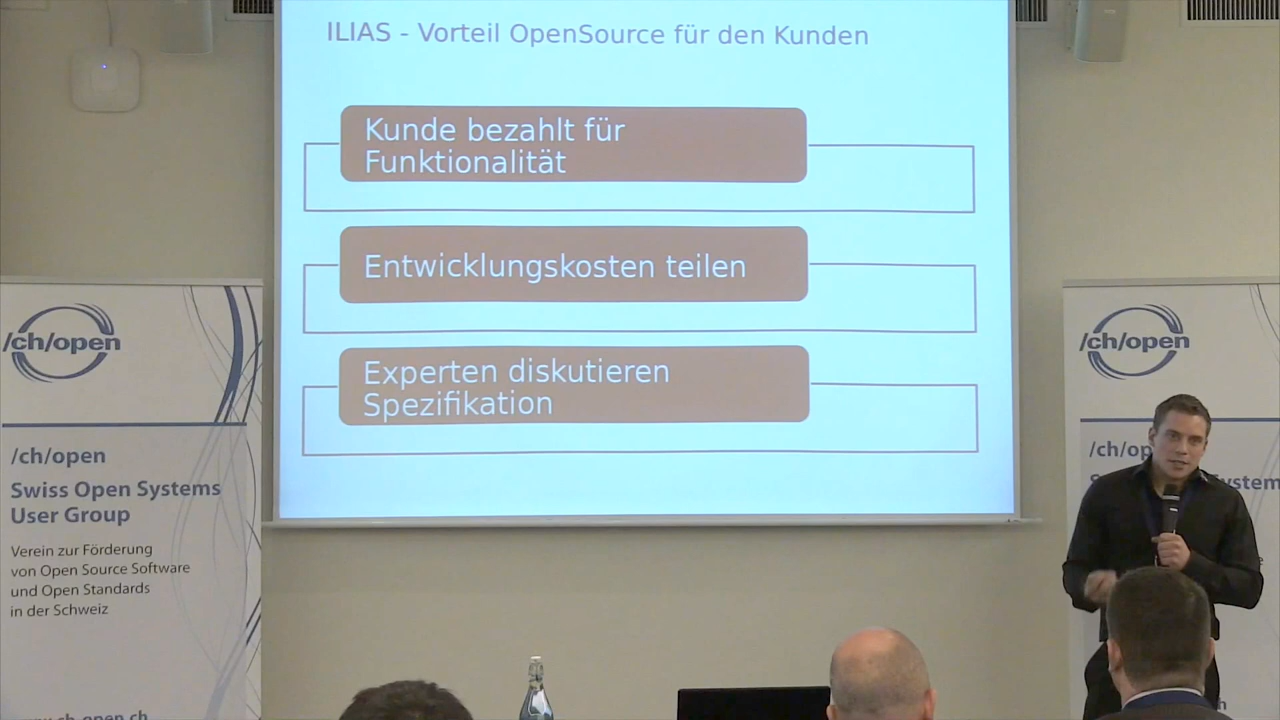 ILIAS - Vorteil OpenSource für den Kunden
Kunde bezahlt für
Funktionalität
Entwicklungskosten teilen
Experten diskutieren
Spezifikation
/ch/open
/ch/open
Swiss Open Systems
User Group
Verein zur Förderung
von Open Source Software
und Open Standards
in der Schweiz
/ch/open